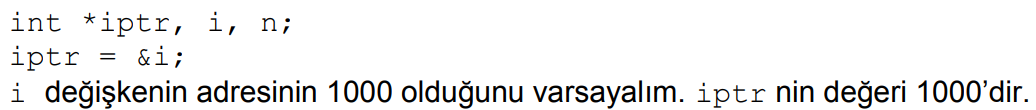 int *iptr, i, n;
iptr = &i;
i değişkenin adresinin 1000 olduğunu varsayalım. iptr nin değeri 1000’dir.